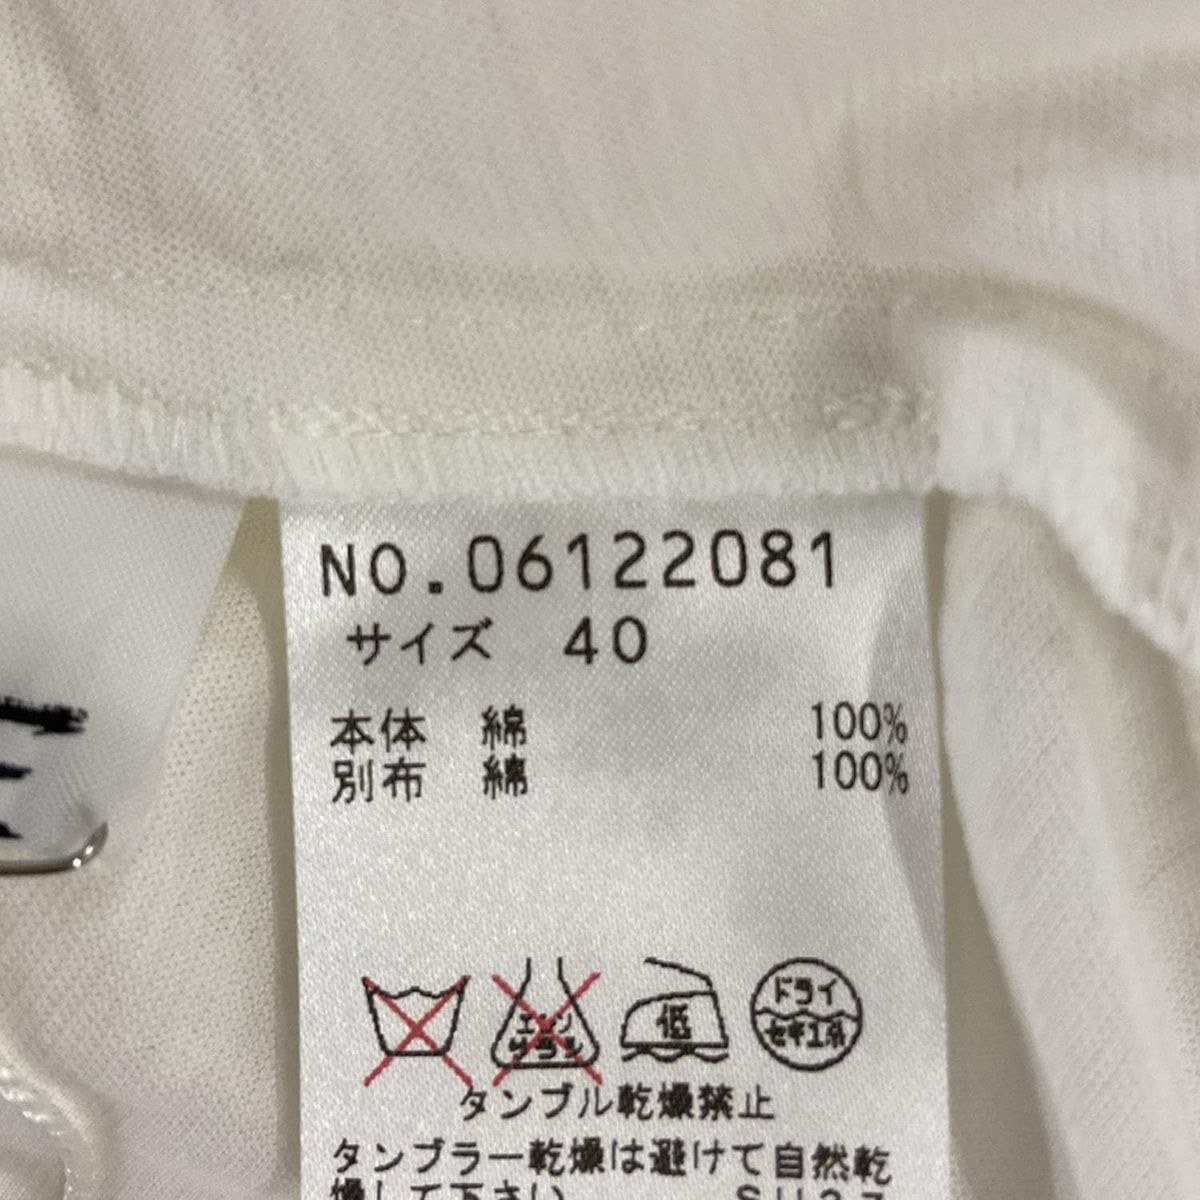 NO.06122081
サイズ 40
本体 綿 100%
別布 綿 100%
エンソ
サラシ
低
ドライ
セキユ系
タンブル乾燥禁止
タンブラー乾燥は避けて自然乾
燥して下さい